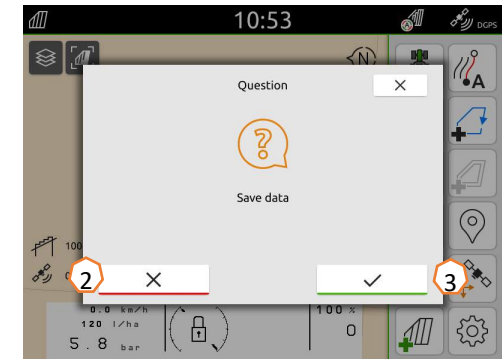 10:53
DGPS
N
Question
A
Save data
100
2
3
0.0 km/h
120 l/ha
5.8 bar
100 %
0